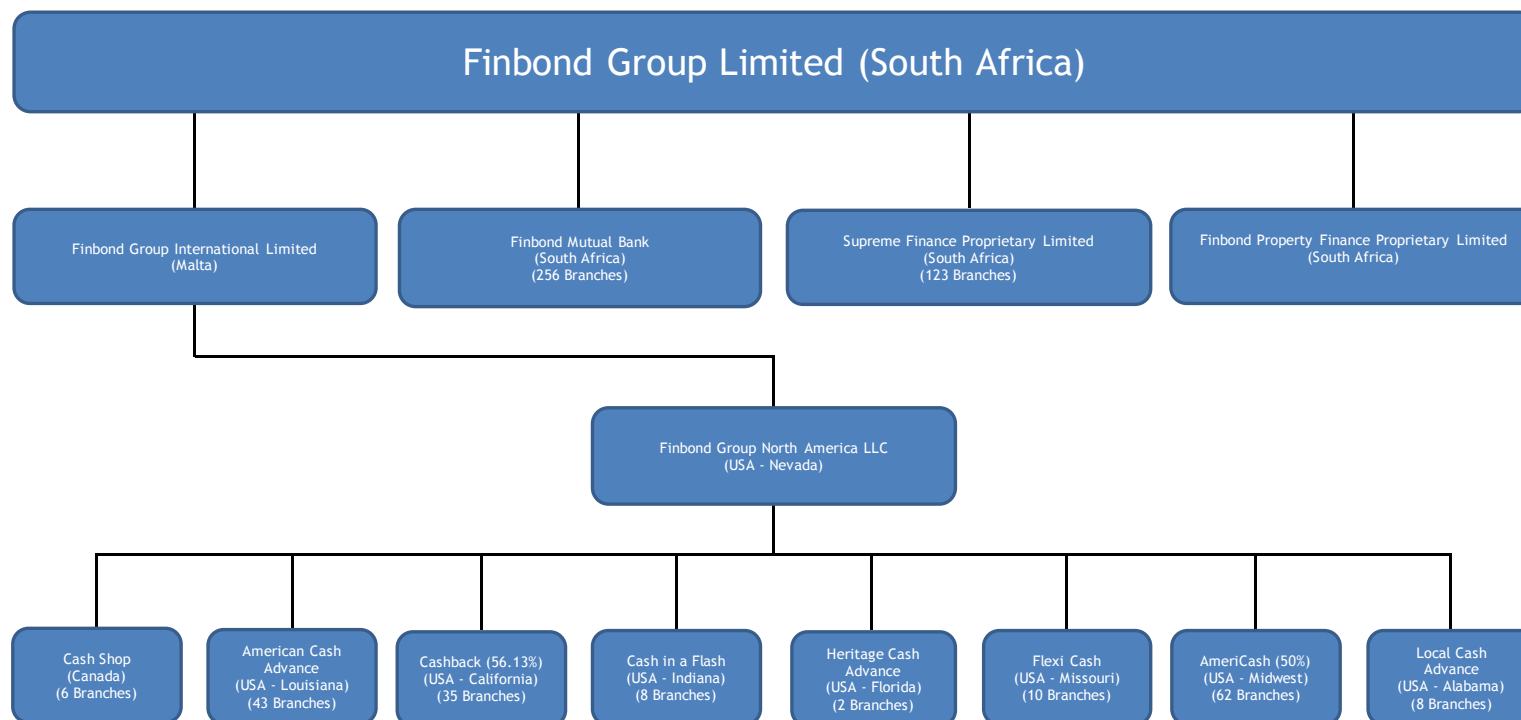 Finbond Group Limited (South Africa)
Finbond Group International Limited
(Malta)
Finbond Mutual Bank
(South Africa)
(256 Branches)
Supreme Finance Proprietary Limited
(South Africa)
(123 Branches)
Finbond Property Finance Proprietary Limited
(South Africa)
Finbond Group North America LLC
(USA - Nevada)
Cash Shop
(Canada)
(6 Branches)
American Cash
Advance
(USA - Louisiana)
(43 Branches)
Cashback (56.13%)
(USA - California)
(35 Branches)
Cash in a Flash
(USA - Indiana)
(8 Branches)
Heritage Cash
Advance
(USA - Florida)
(2 Branches)
Flexi Cash
(USA - Missouri)
(10 Branches)
AmeriCash (50%)
(USA - Midwest)
(62 Branches)
Local Cash
Advance
(USA - Alabama)
(8 Branches)